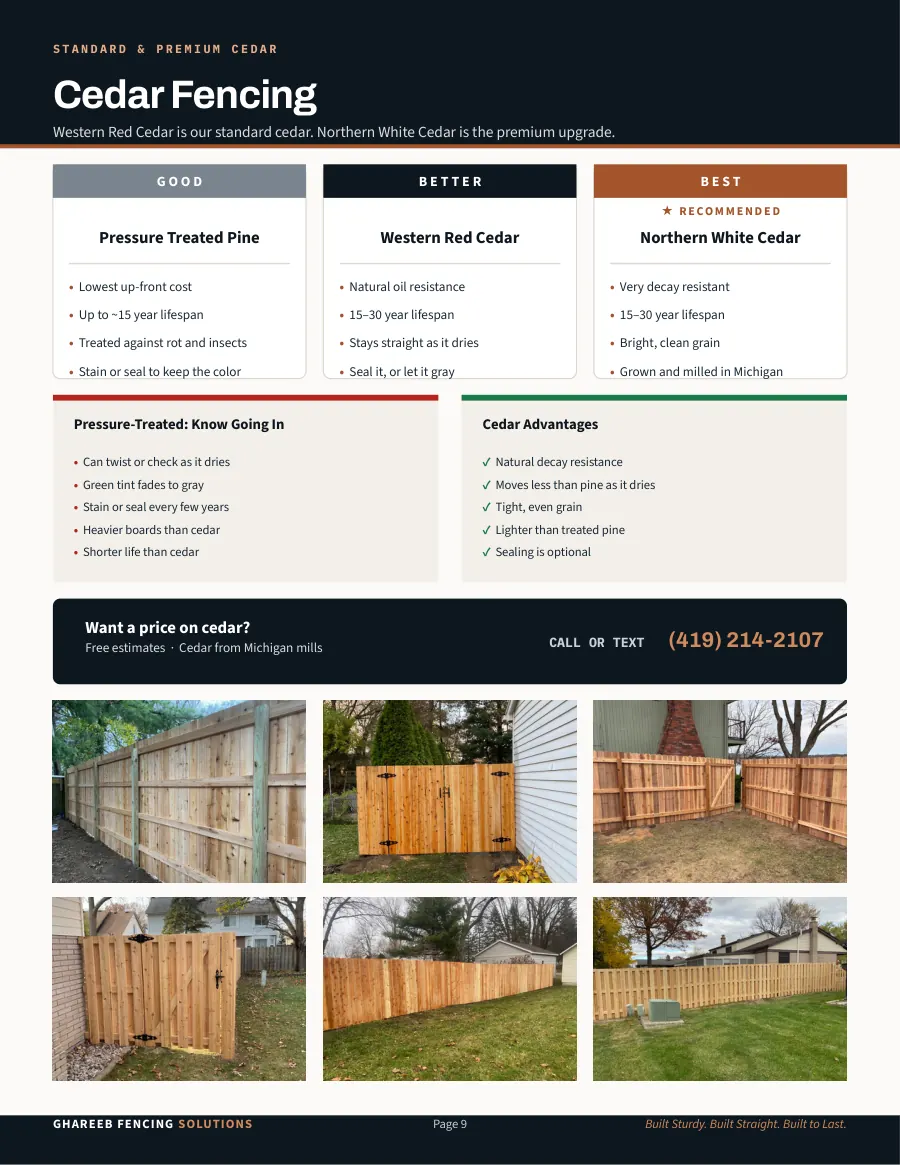 STANDARD & PREMIUM CEDAR
Cedar Fencing
Western Red Cedar is our standard cedar. Northern White Cedar is the premium upgrade.
GOOD
Pressure Treated Pine
• Lowest up-front cost
• Up to ~15 year lifespan
• Treated against rot and insects
• Stain or seal to keep the color
BETTER
Western Red Cedar
• Natural oil resistance
• 15–30 year lifespan
• Stays straight as it dries
• Seal it, or let it gray
BEST
★ RECOMMENDED
Northern White Cedar
• Very decay resistant
• 15–30 year lifespan
• Bright, clean grain
• Grown and milled in Michigan
Pressure-Treated: Know Going In
• Can twist or check as it dries
• Green tint fades to gray
• Stain or seal every few years
• Heavier boards than cedar
• Shorter life than cedar
Cedar Advantages
✓ Natural decay resistance
✓ Moves less than pine as it dries
✓ Tight, even grain
✓ Lighter than treated pine
✓ Sealing is optional
Want a price on cedar?
Free estimates · Cedar from Michigan mills
CALL OR TEXT (419) 214-2107
GHAREEB FENCING SOLUTIONS
Page 9
Built Sturdy. Built Straight. Built to Last.